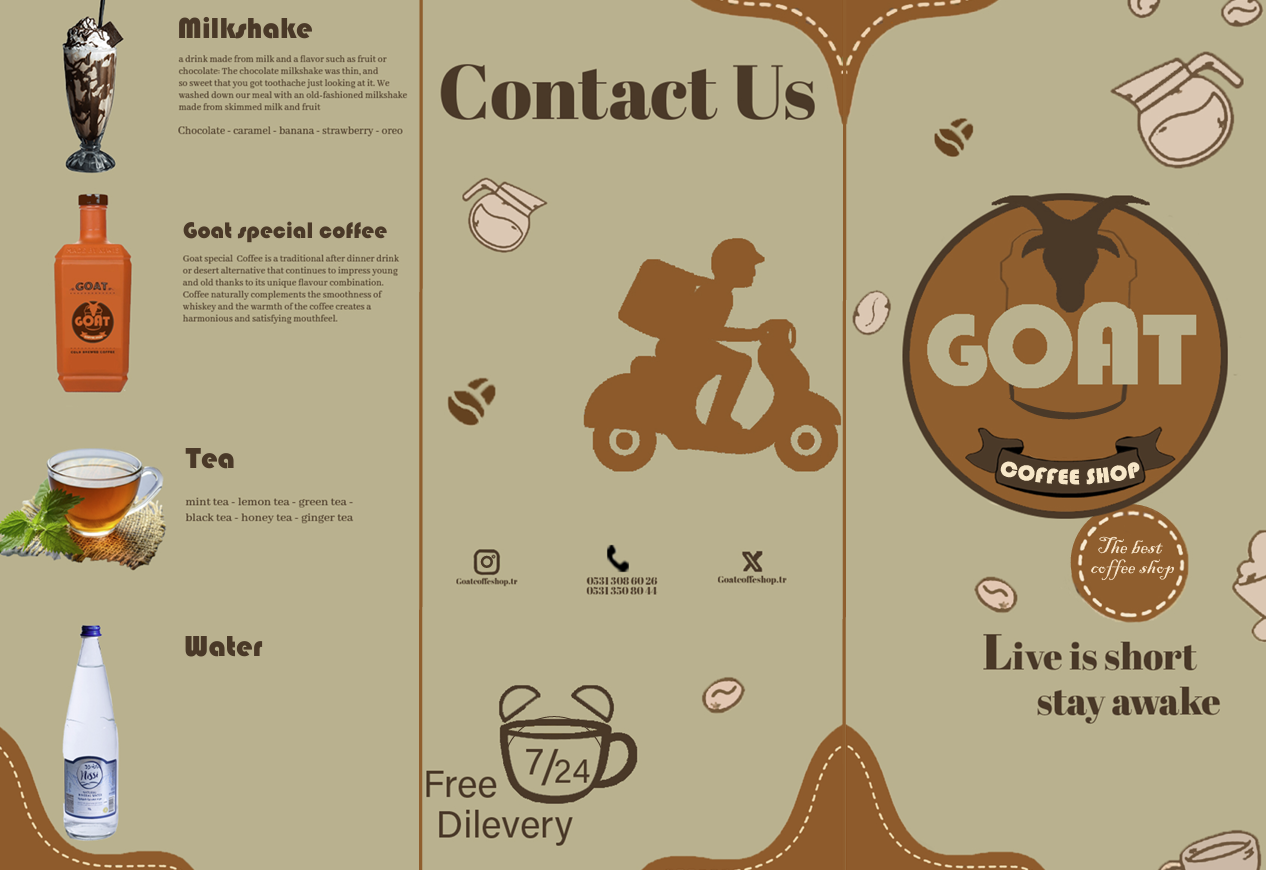 Milkshake
a drink made from milk and a flavor such as fruit or
chocolate: The chocolate milkshake was thin, and
so sweet that you got toothache just looking at it. We
washed down our meal with an old-fashioned milkshake
made from skimmed milk and fruit
Chocolate - caramel - banana - strawberry - oreo
Goat special coffee
Goat special Coffee is a traditional after dinner drink
or desert alternative that continues to impress young
and old thanks to its unique flavour combination.
Coffee naturally complements the smoothness of
whiskey and the warmth of the coffee creates a
harmonious and satisfying mouthfeel.
GOAT
GOAT
Tea
mint tea - lemon tea - green tea -
black tea - honey tea - ginger tea
Water
Contact Us
Goatcoffeshop.tr
0531 308 60 26
0531 350 80 44
Goatcoffeshop.tr
7/24
Free
Dilevery
GOAT
COFFEE SHOP
The best
coffee shop
Live is short
stay awake